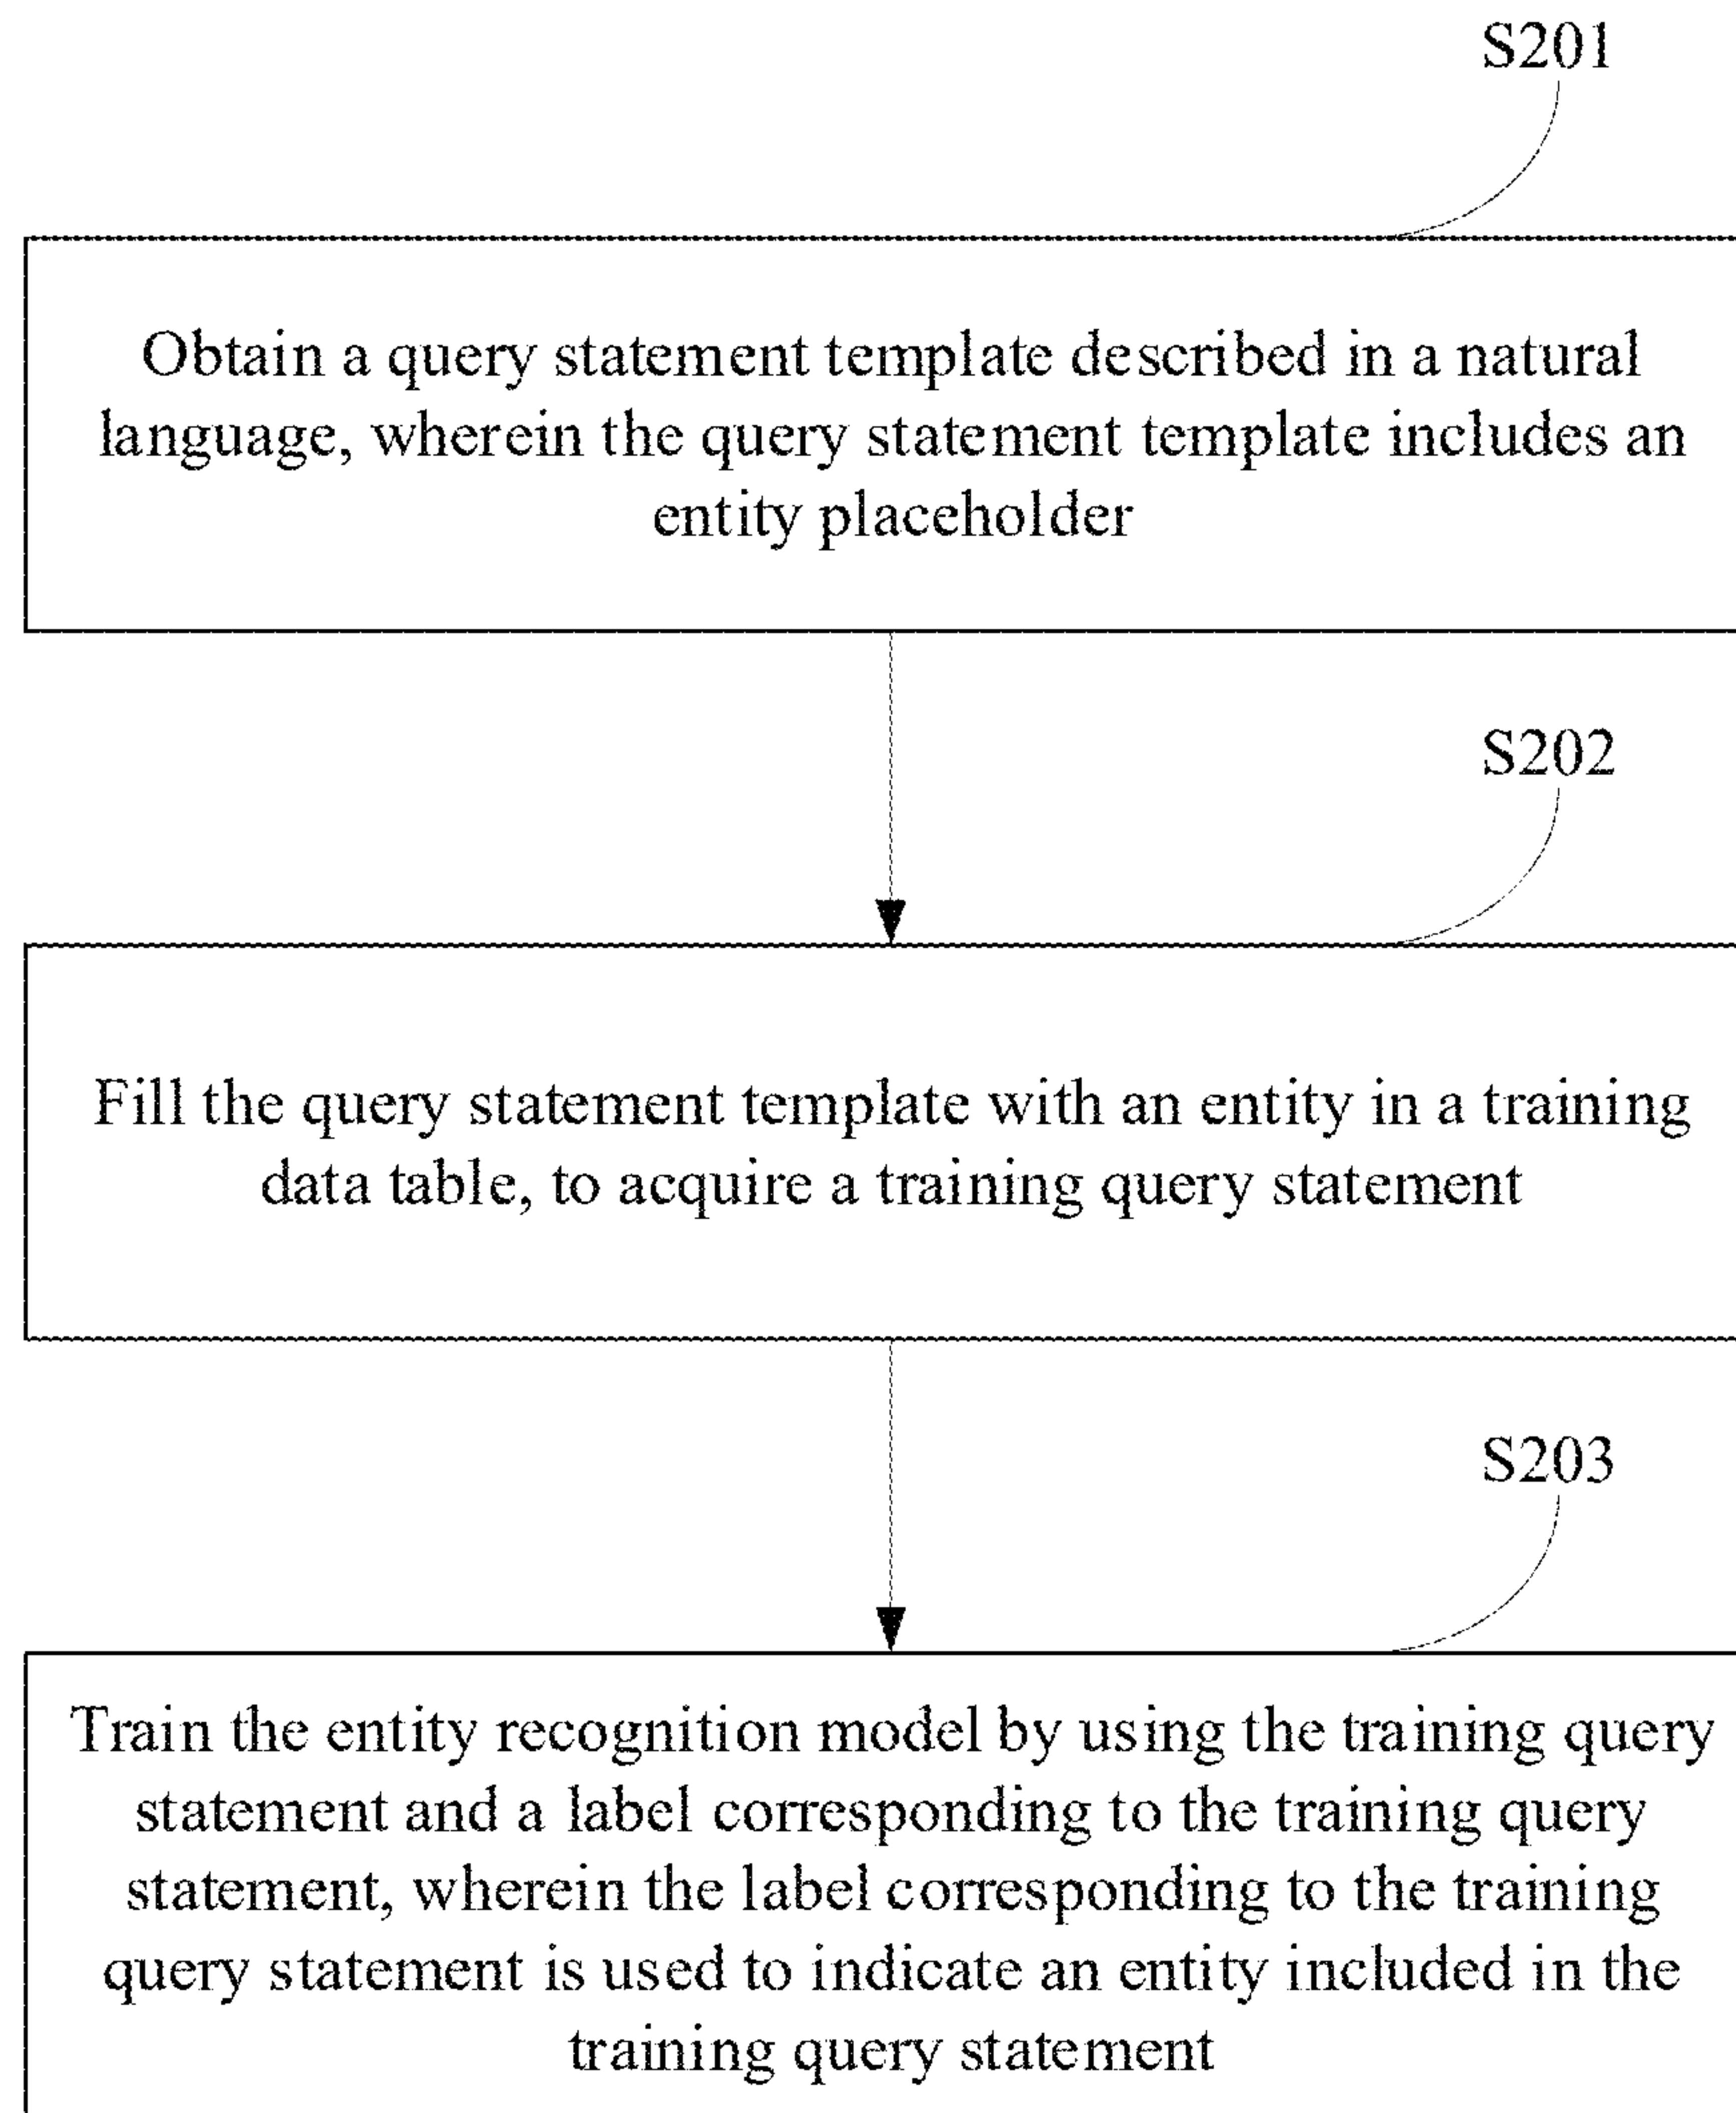 S201
Obtain a query statement template described in a natural
language, wherein the query statement template includes an
entity placeholder
S202
Fill the query statement template with an entity in a training
data table, to acquire a training query statement
S203
Train the entity recognition model by using the training query
statement and a label corresponding to the training query
statement, wherein the label corresponding to the training
query statement is used to indicate an entity included in the
training query statement